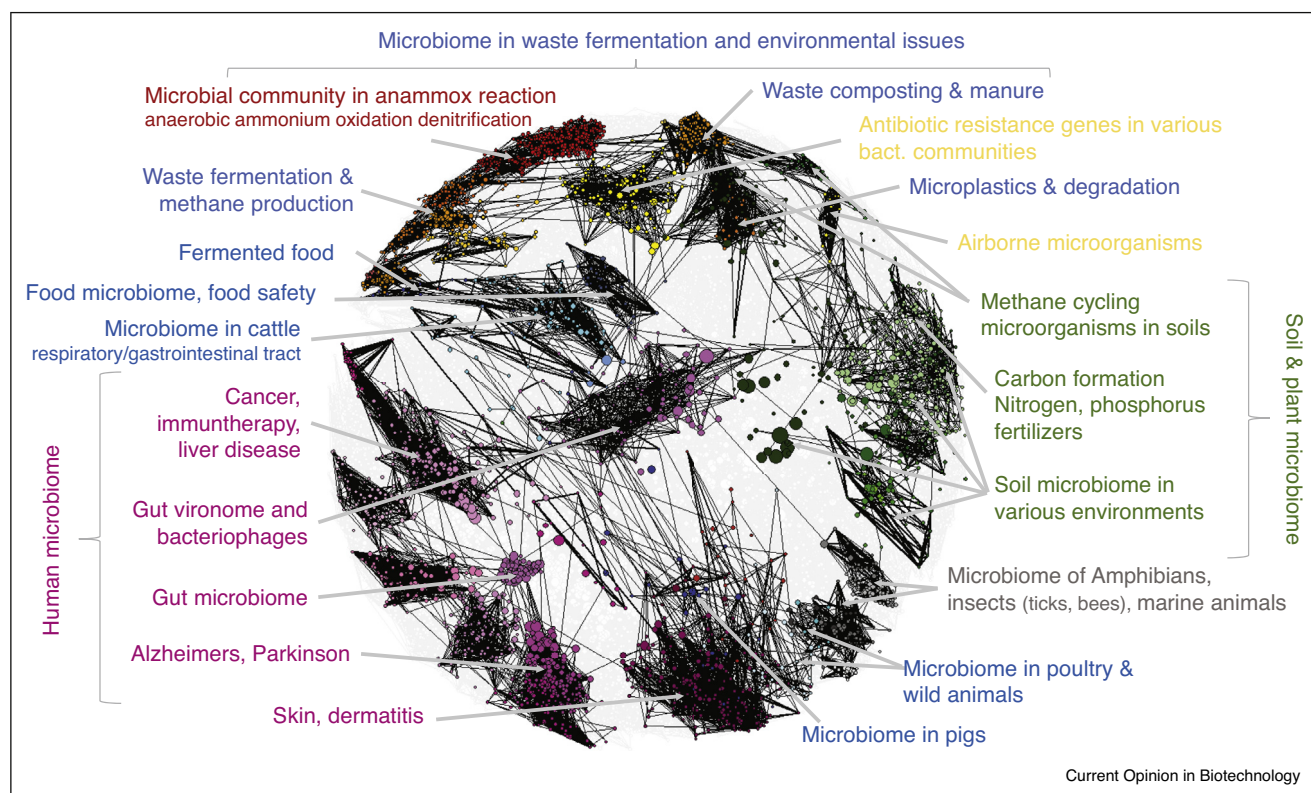 Microbiome in waste fermentation and environmental issues
Microbial community in anammox reaction
anaerobic ammonium oxidation denitrification
Waste composting & manure
Antibiotic resistance genes in various
bact. communities
Waste fermentation &
methane production
Microplastics & degradation
Fermented food
Airborne microorganisms
Food microbiome, food safety
Microbiome in cattle
respiratory/gastrointestinal tract
Methane cycling
microorganisms in soils
Soil & plant microbiome
Human microbiome
Cancer,
immuntherapy,
liver disease
Carbon formation
Nitrogen, phosphorus
fertilizers
Gut vironome and
bacteriophages
Soil microbiome in
various environments
Gut microbiome
Microbiome of Amphibians,
insects (ticks, bees), marine animals
Alzheimers, Parkinson
Microbiome in poultry &
wild animals
Skin, dermatitis
Microbiome in pigs
Current Opinion in Biotechnology